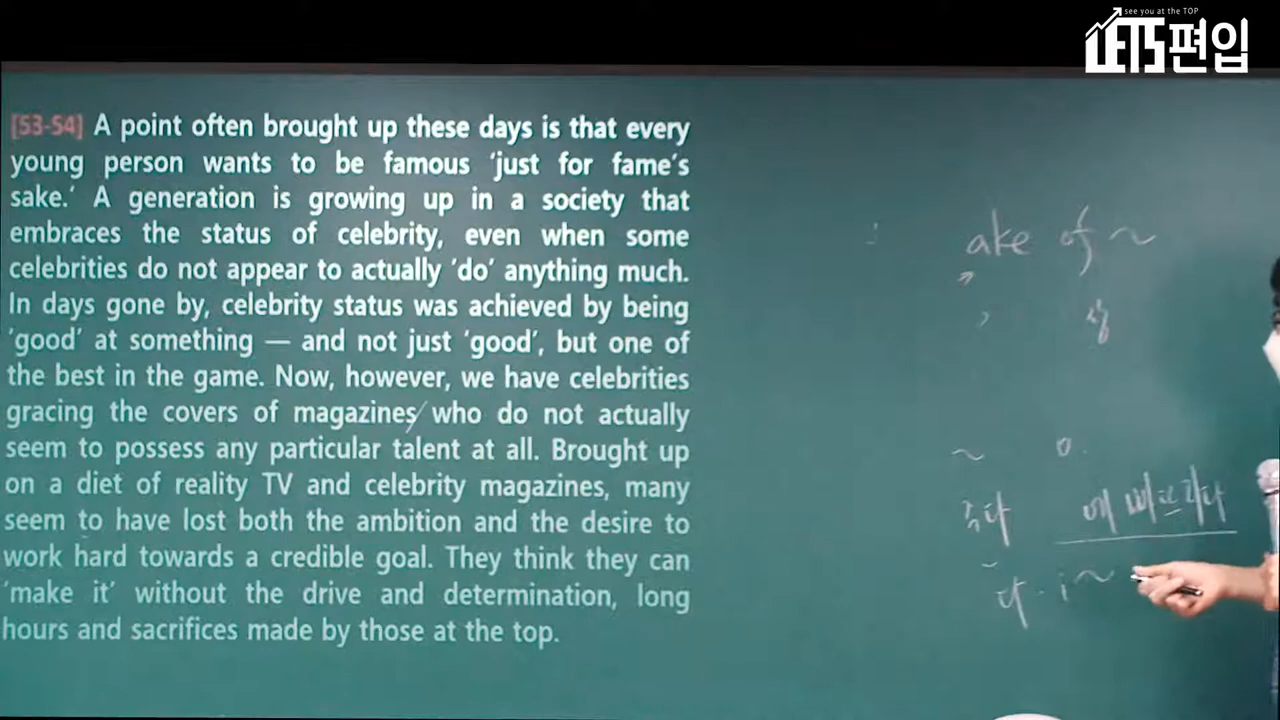 see you at the TOP
LETS편입
[53-54] A point often brought up these days is that every
young person wants to be famous 'just for fame's
sake.' A generation is growing up in a society that
embraces the status of celebrity, even when some
celebrities do not appear to actually 'do' anything much.
In days gone by, celebrity status was achieved by being
'good' at something — and not just 'good', but one of
the best in the game. Now, however, we have celebrities
gracing the covers of magazines who do not actually
seem to possess any particular talent at all. Brought up
on a diet of reality TV and celebrity magazines, many
seem to have lost both the ambition and the desire to
work hard towards a credible goal. They think they can
'make it' without the drive and determination, long
hours and sacrifices made by those at the top.
ake of ~